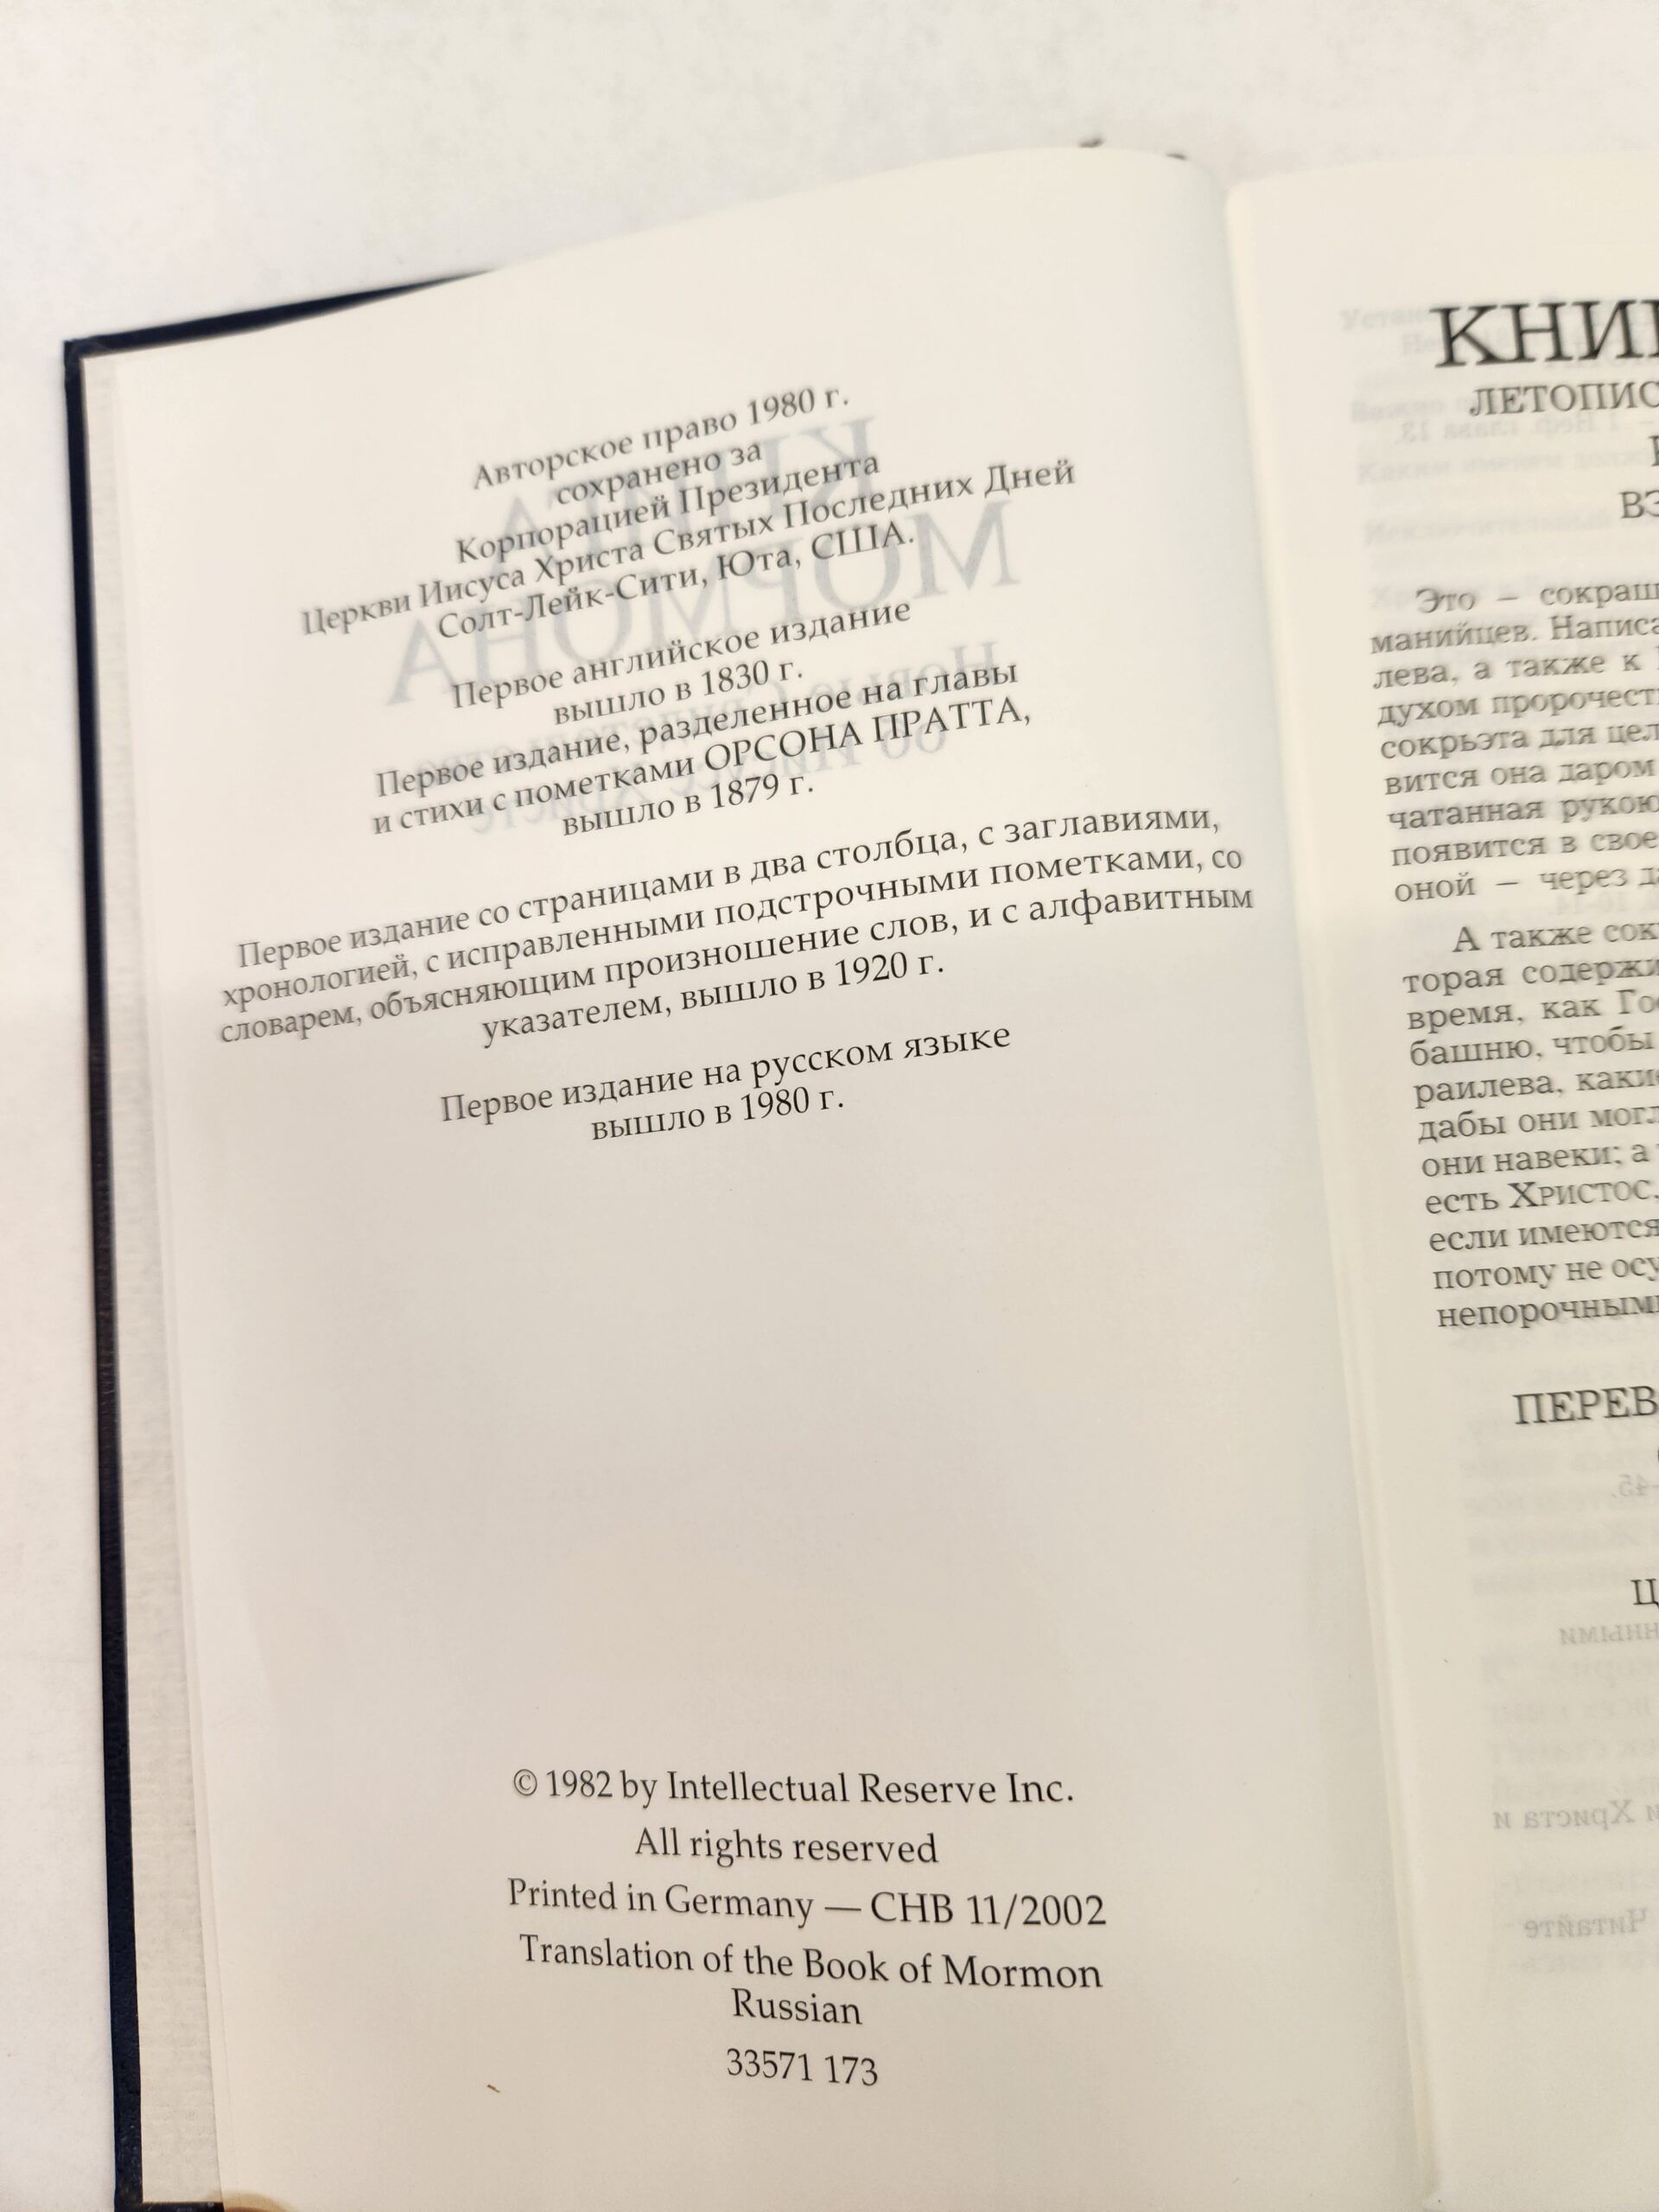 Авторское право 1980 г.
сохранено за
Корпорацией Президента
Церкви Иисуса Христа Святых Последних Дней
Солт-Лейк-Сити, Юта, США.
Первое английское издание
вышло в 1830 г.
Первое издание, разделенное на главы
и стихи с пометками ОРСОНА ПРАТТА,
вышло в 1879 г.
Первое издание со страницами в два столбца, с заглавиями,
хронологией, с исправленными подстрочными пометками, со
словарем, объясняющим произношение слов, и с алфавитным
указателем, вышло в 1920 г.
Первое издание на русском языке
вышло в 1980 г.
© 1982 by Intellectual Reserve Inc.
All rights reserved
Printed in Germany — CHB 11/2002
Translation of the Book of Mormon
Russian
33571 173
КНИ
ЛЕТОПИС
ВЗ
Это – сокращ
манийцев. Написа
лева, а также к
духом пророчест
сокрьэта для цел
вится она даром
чатанная рукою
появится в свое
оной – через да
А также сок
торая содержи
время, как Го
башню, чтобы
раилева, каки
дабы они могл
они навеки; а
есть ХРИСТОС,
если имеются
потому не осу
непорочным
ПЕРЕВ
Ц